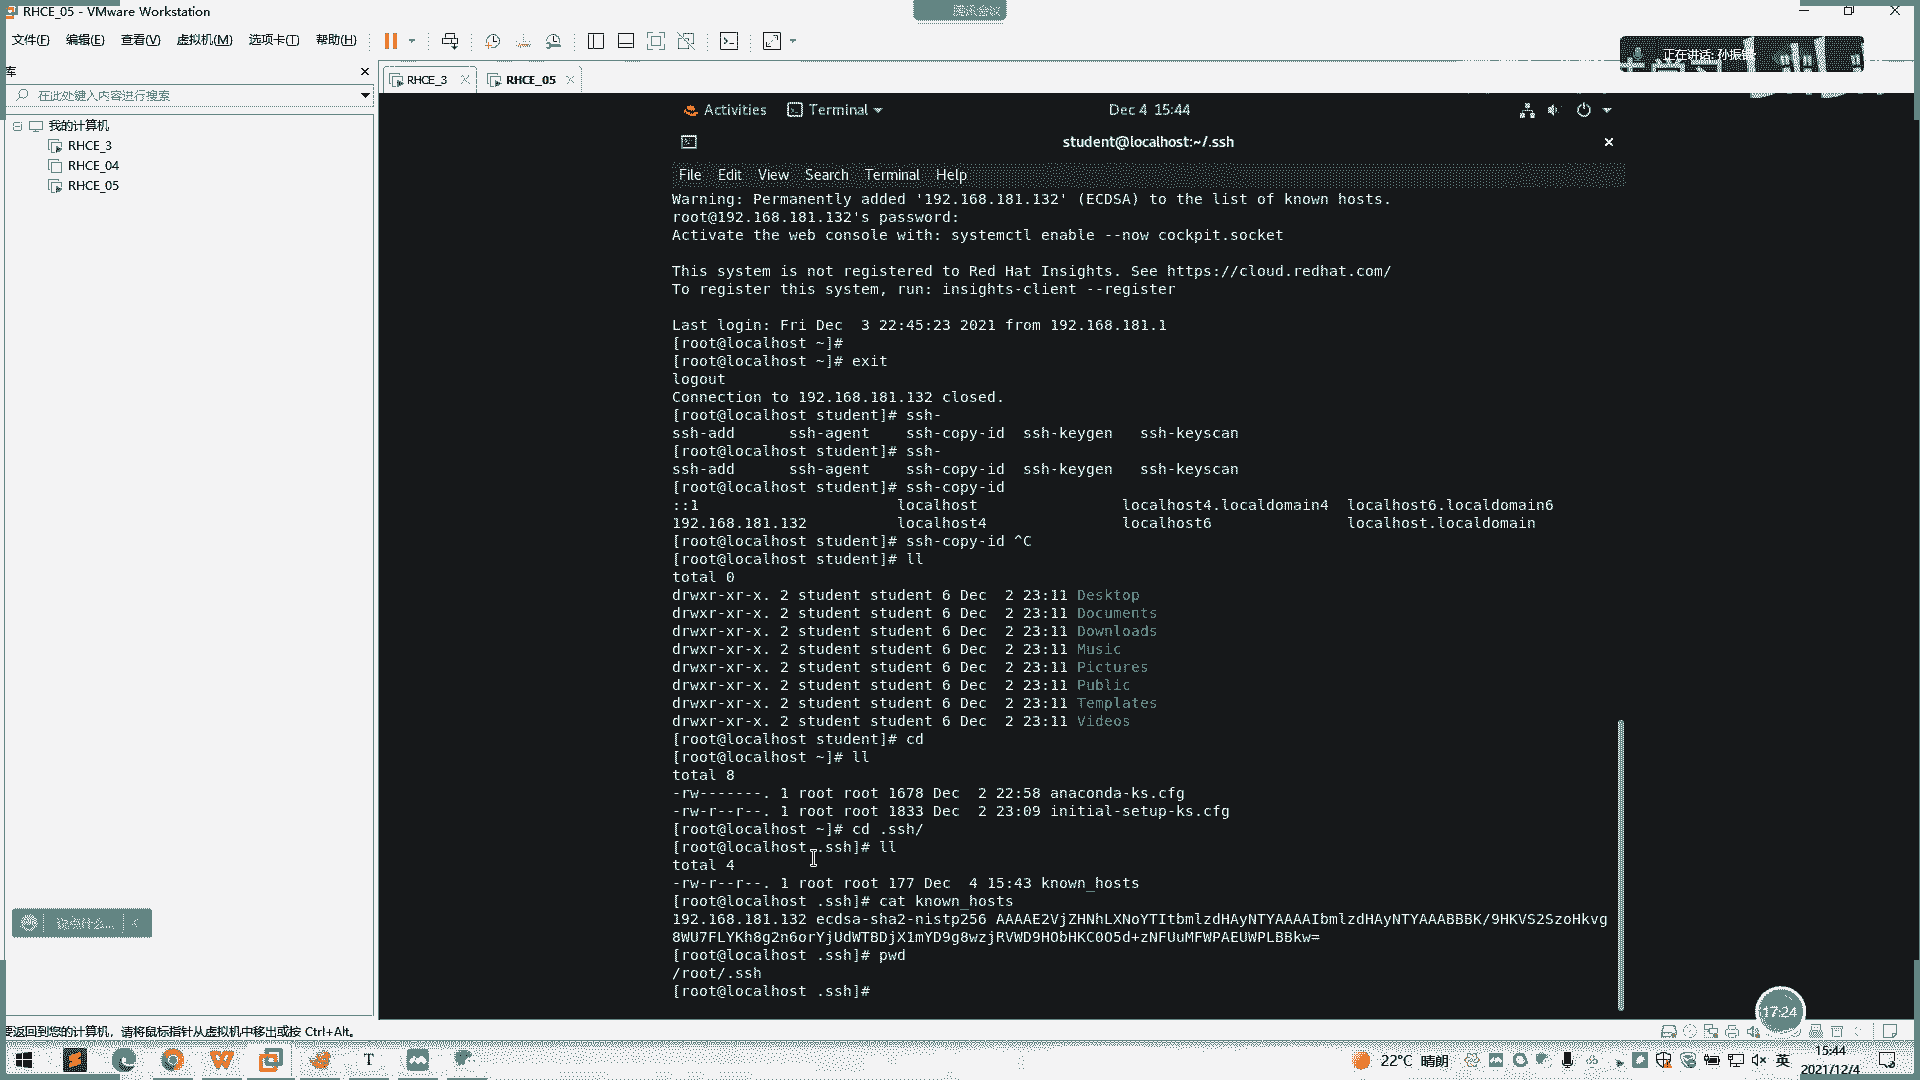 RHCE_05 - VMware Workstation
腾讯会议
文件(F) 编辑(E) 查看(V) 虚拟机(M) 选项卡(T) 帮助(H)
正在讲话: 孙振
库
RHCE_3 RHCE_05
在此处键入内容进行搜索
我的计算机
RHCE_3
RHCE_04
RHCE_05
Activities Terminal Dec 4 15:44
student@localhost:~/.ssh
File Edit View Search Terminal Help
Warning: Permanently added '192.168.181.132' (ECDSA) to the list of known hosts.
root@192.168.181.132's password:
Activate the web console with: systemctl enable --now cockpit.socket
This system is not registered to Red Hat Insights. See https://cloud.redhat.com/
To register this system, run: insights-client --register
Last login: Fri Dec  3 22:45:23 2021 from 192.168.181.1
[root@localhost ~]#
[root@localhost ~]# exit
logout
Connection to 192.168.181.132 closed.
[root@localhost student]# ssh-
ssh-add ssh-agent ssh-copy-id ssh-keygen ssh-keyscan
[root@localhost student]# ssh-
ssh-add ssh-agent ssh-copy-id ssh-keygen ssh-keyscan
[root@localhost student]# ssh-copy-id
::1 localhost localhost4.localdomain4 localhost6.localdomain6
192.168.181.132 localhost4 localhost6 localhost.localdomain
[root@localhost student]# ssh-copy-id ^C
[root@localhost student]# ll
total 0
drwxr-xr-x. 2 student student 6 Dec  2 23:11 Desktop
drwxr-xr-x. 2 student student 6 Dec  2 23:11 Documents
drwxr-xr-x. 2 student student 6 Dec  2 23:11 Downloads
drwxr-xr-x. 2 student student 6 Dec  2 23:11 Music
drwxr-xr-x. 2 student student 6 Dec  2 23:11 Pictures
drwxr-xr-x. 2 student student 6 Dec  2 23:11 Public
drwxr-xr-x. 2 student student 6 Dec  2 23:11 Templates
drwxr-xr-x. 2 student student 6 Dec  2 23:11 Videos
[root@localhost student]# cd
[root@localhost ~]# ll
total 8
-rw-------. 1 root root 1678 Dec  2 22:58 anaconda-ks.cfg
-rw-r--r--. 1 root root 1833 Dec  2 23:09 initial-setup-ks.cfg
[root@localhost ~]# cd .ssh/
[root@localhost .ssh]# ll
total 4
-rw-r--r--. 1 root root 177 Dec  4 15:43 known_hosts
[root@localhost .ssh]# cat known_hosts
192.168.181.132 ecdsa-sha2-nistp256 AAAAE2VjZHNhLXNoYTItbmlzdHAyNTYAAAAIbmlzdHAyNTYAAABBBK/9HKVS2SzoHkvg
8WU7FLYKh8g2n6orYjUdWTBDjX1mYD9g8wzjRVWD9HObHKC0O5d+zNFUuMFWPAEUWPLBBkw=
[root@localhost .ssh]# pwd
/root/.ssh
[root@localhost .ssh]#
说点什么...
17:24
要返回到您的计算机，请将鼠标指针从虚拟机中移出或按 Ctrl+Alt。
22°C 晴朗
英
15:44
2021/12/4